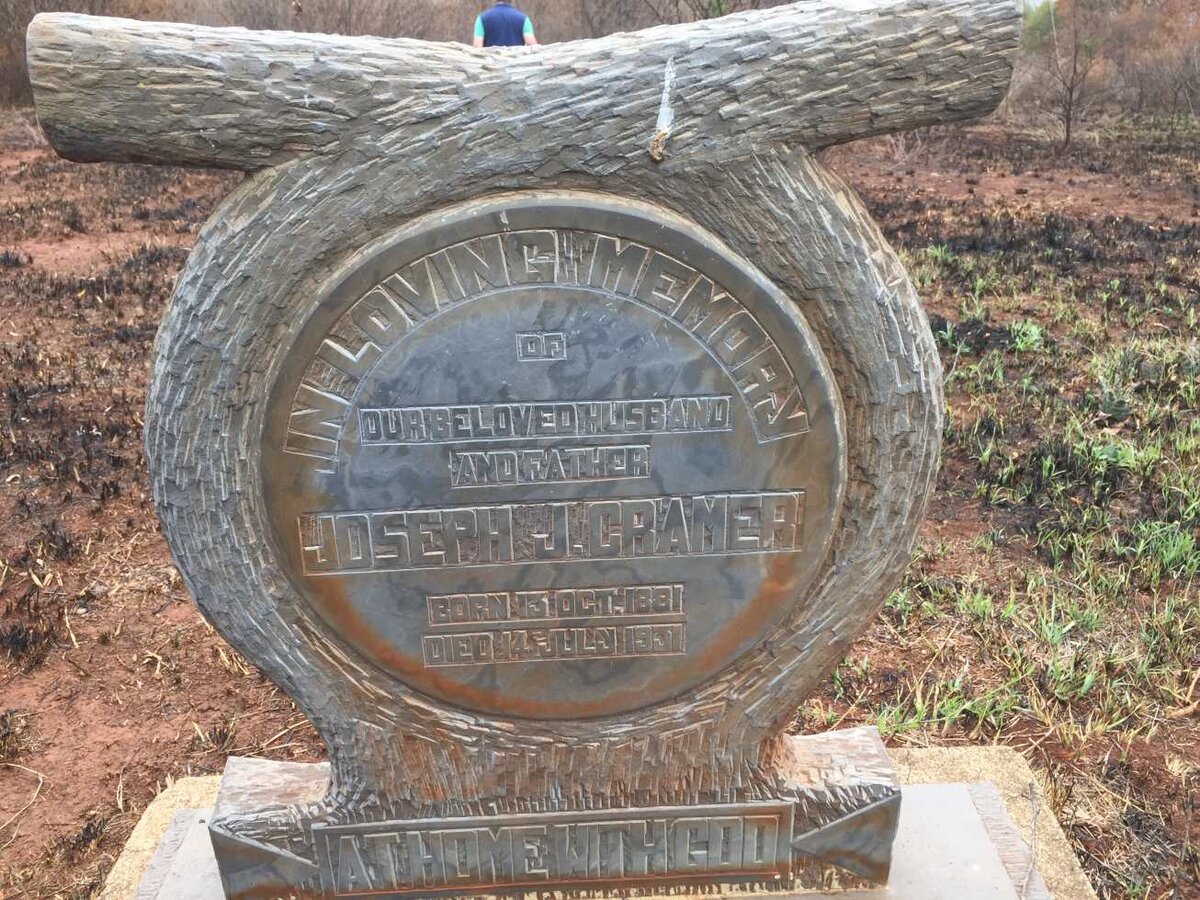 IN LOVING MEMORY
OF
OUR BELOVED HUSBAND
AND FATHER
JOSEPH J. CRAMER
BORN. 13. OCT. 1881
DIED. 14. JULY. 1931
AT HOME WITH GOD